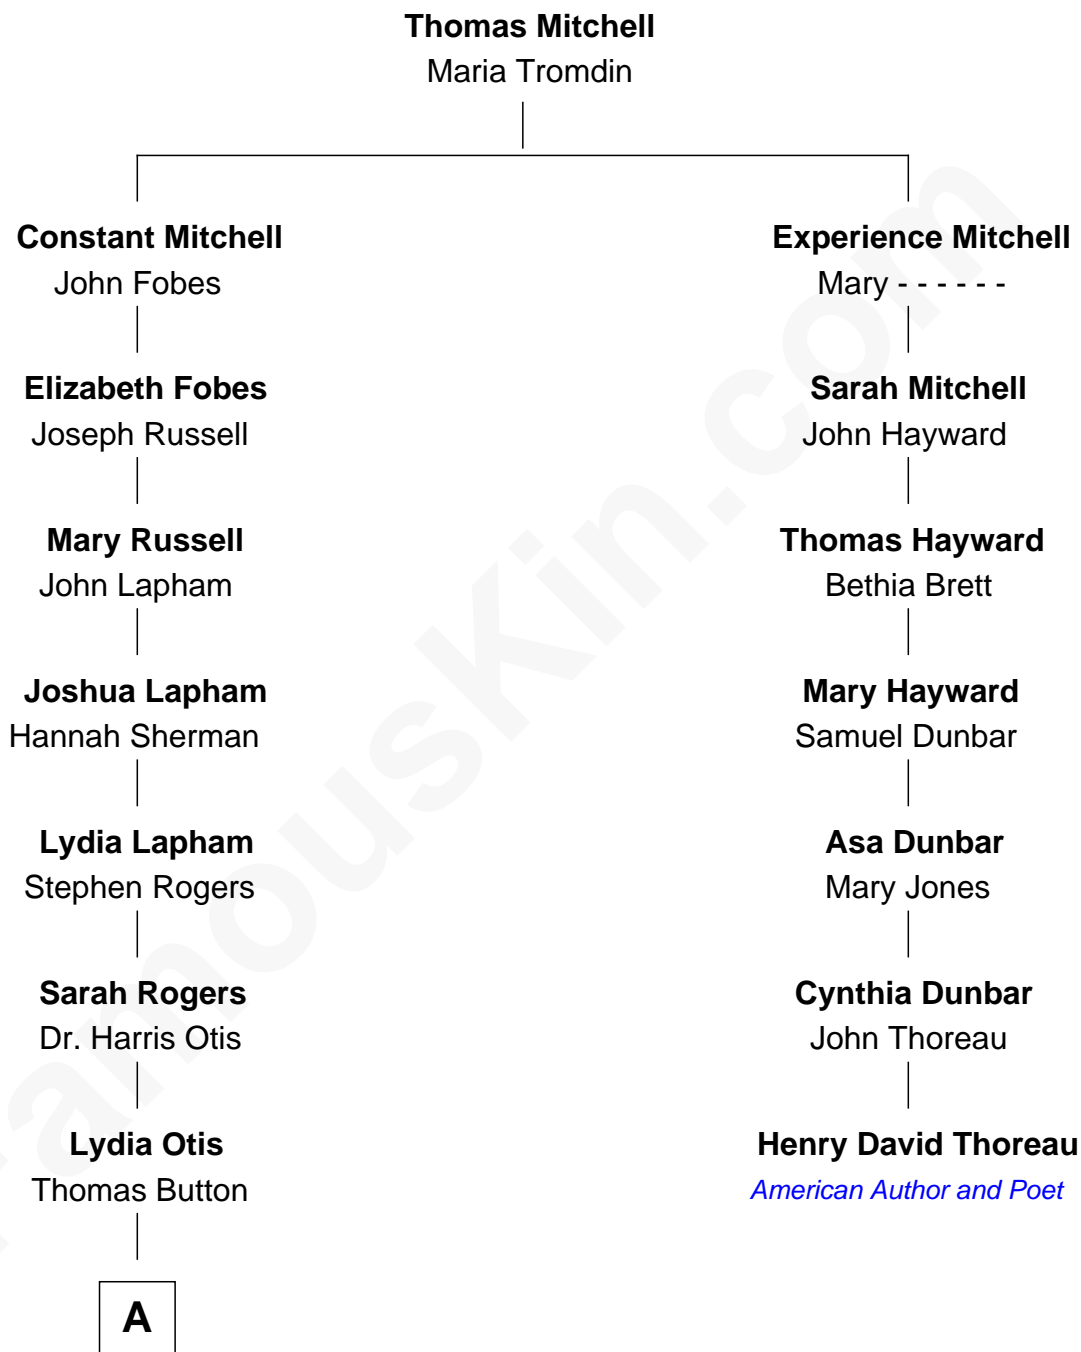 Thomas Mitchell
Maria Tromdin
Constant Mitchell
John Fobes
Experience Mitchell
Mary - - - - - -
Elizabeth Fobes
Joseph Russell
Sarah Mitchell
John Hayward
Mary Russell
John Lapham
Thomas Hayward
Bethia Brett
Joshua Lapham
Hannah Sherman
Mary Hayward
Samuel Dunbar
Lydia Lapham
Stephen Rogers
Asa Dunbar
Mary Jones
Sarah Rogers
Dr. Harris Otis
Cynthia Dunbar
John Thoreau
Lydia Otis
Thomas Button
Henry David Thoreau
American Author and Poet
A
FamousKin.com